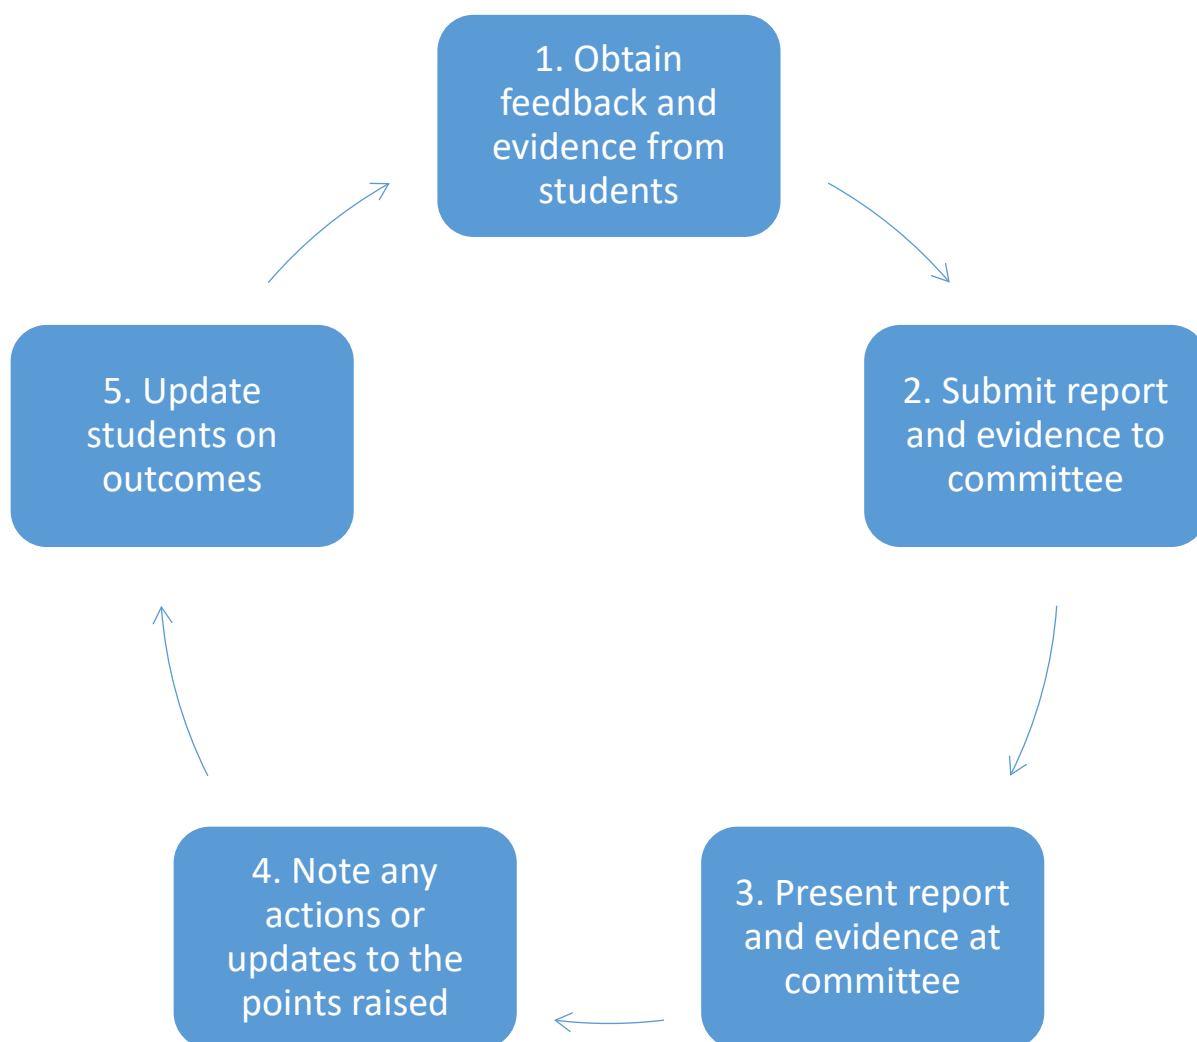 1. Obtain
feedback and
evidence from
students
2. Submit report
and evidence to
committee
3. Present report
and evidence at
committee
4. Note any
actions or
updates to the
points raised
5. Update
students on
outcomes